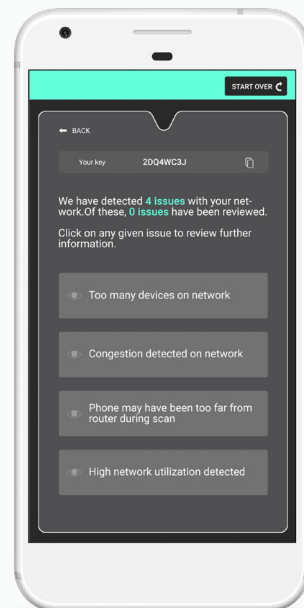 START OVER
BACK
Your key 2DQ4WC3J
We have detected 4 issues with your net-
work.Of these, 0 issues have been reviewed.
Click on any given issue to review further
information.
Too many devices on network
Congestion detected on network
Phone may have been too far from
router during scan
High network utilization detected